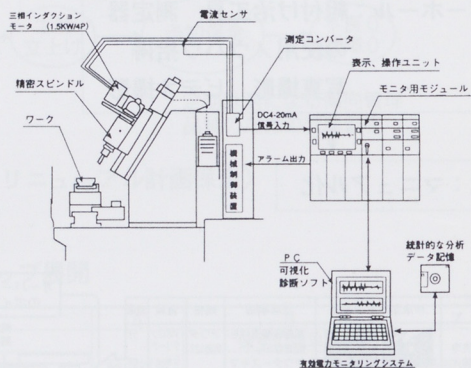 三相インダクション
モータ (1.5KW/4P)
電流センサ
測定コンバータ
精密スピンドル
表示、操作ユニット
モニタ用モジュール
DC4-20mA
信号入力
ワーク
アラーム出力
機械制御装置
PC
可視化
診断ソフト
統計的な分析
データ記憶
有効電力モニタリングシステム